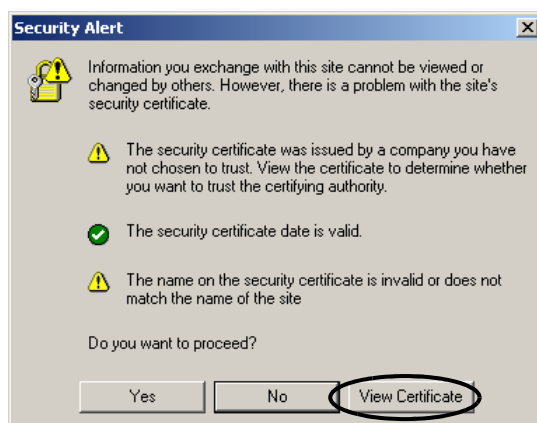 Security Alert
Information you exchange with this site cannot be viewed or
changed by others. However, there is a problem with the site's
security certificate.
The security certificate was issued by a company you have
not chosen to trust. View the certificate to determine whether
you want to trust the certifying authority.
The security certificate date is valid.
The name on the security certificate is invalid or does not
match the name of the site
Do you want to proceed?
Yes No View Certificate